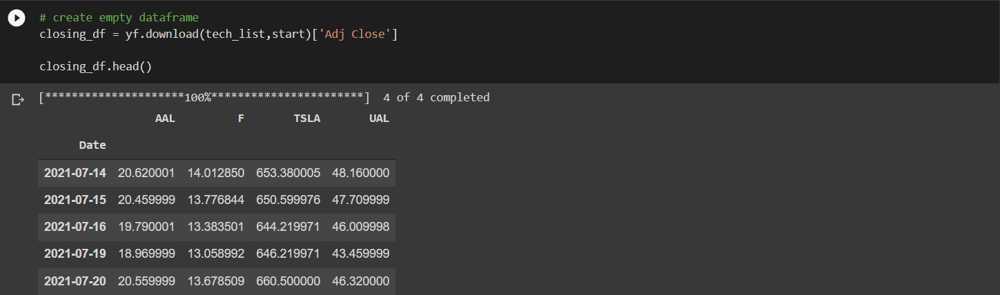 # create empty dataframe
closing_df = yf.download(tech_list,start)['Adj Close']
closing_df.head()
[*********************100%***********************]  4 of 4 completed
AAL F TSLA UAL
Date
2021-07-14 20.620001 14.012850 653.380005 48.160000
2021-07-15 20.459999 13.776844 650.599976 47.709999
2021-07-16 19.790001 13.383501 644.219971 46.009998
2021-07-19 18.969999 13.058992 646.219971 43.459999
2021-07-20 20.559999 13.678509 660.500000 46.320000